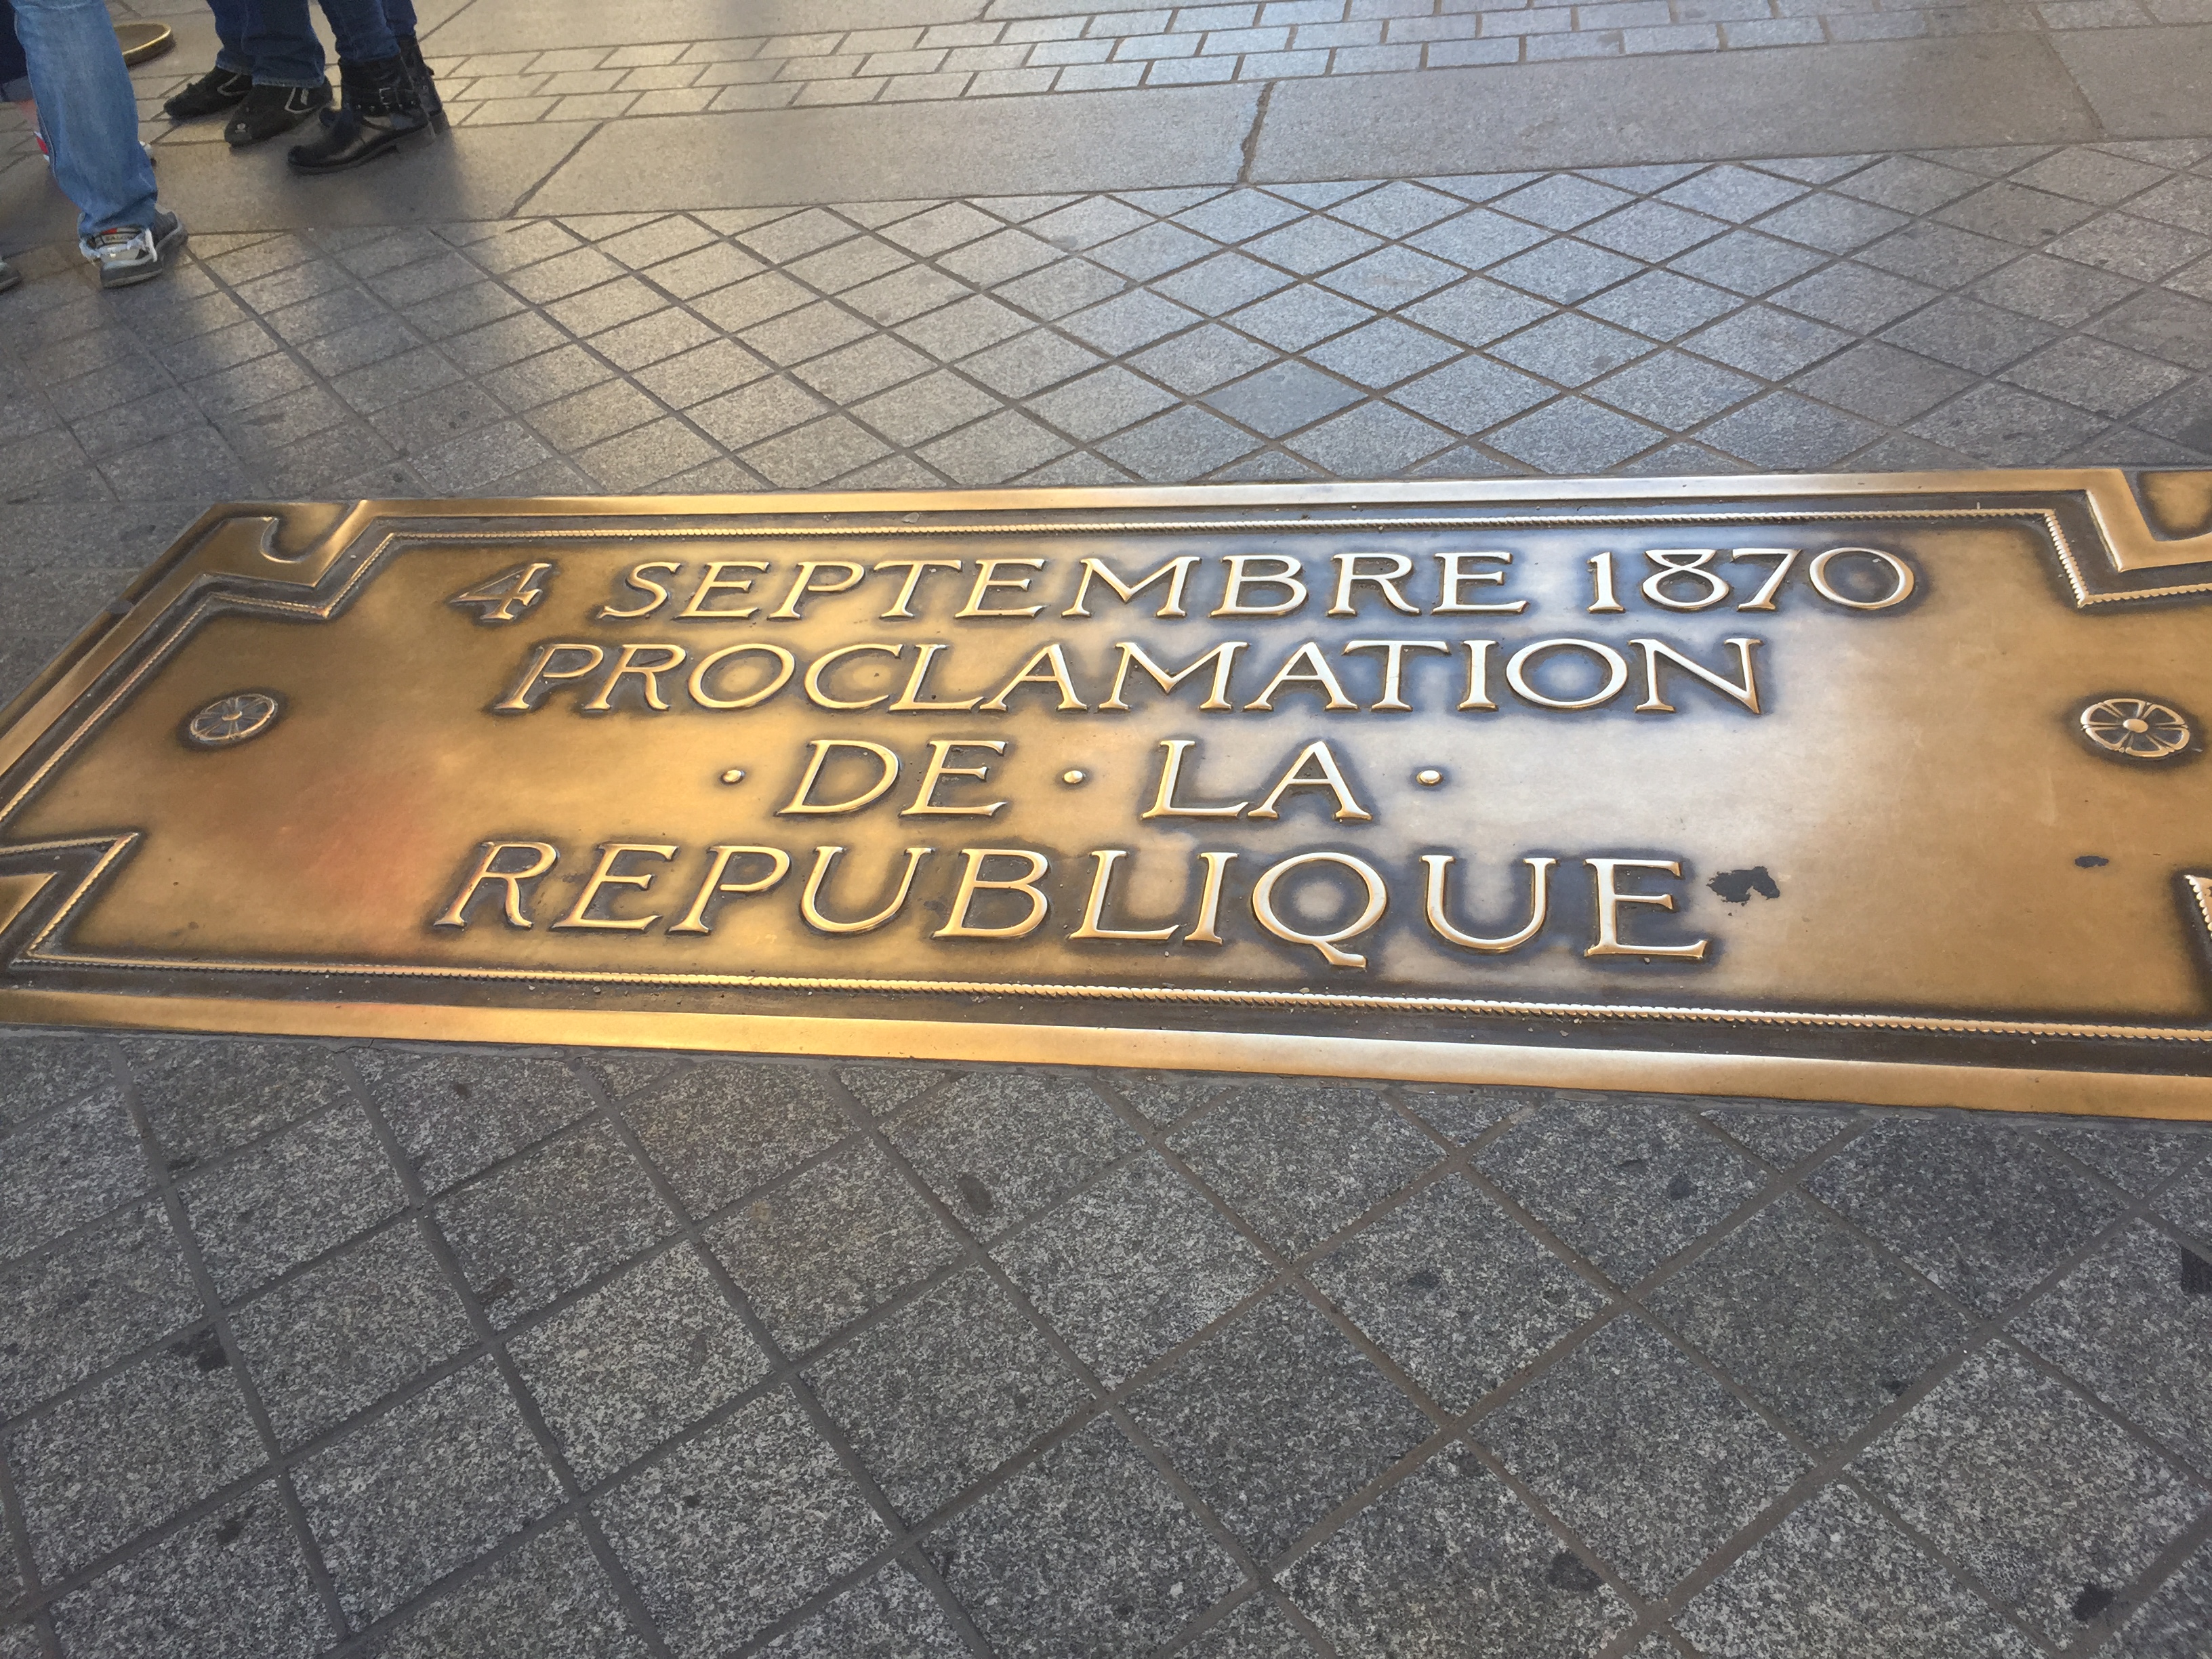 4 SEPTEMBRE 1870
PROCLAMATION
· DE · LA ·
REPUBLIQUE